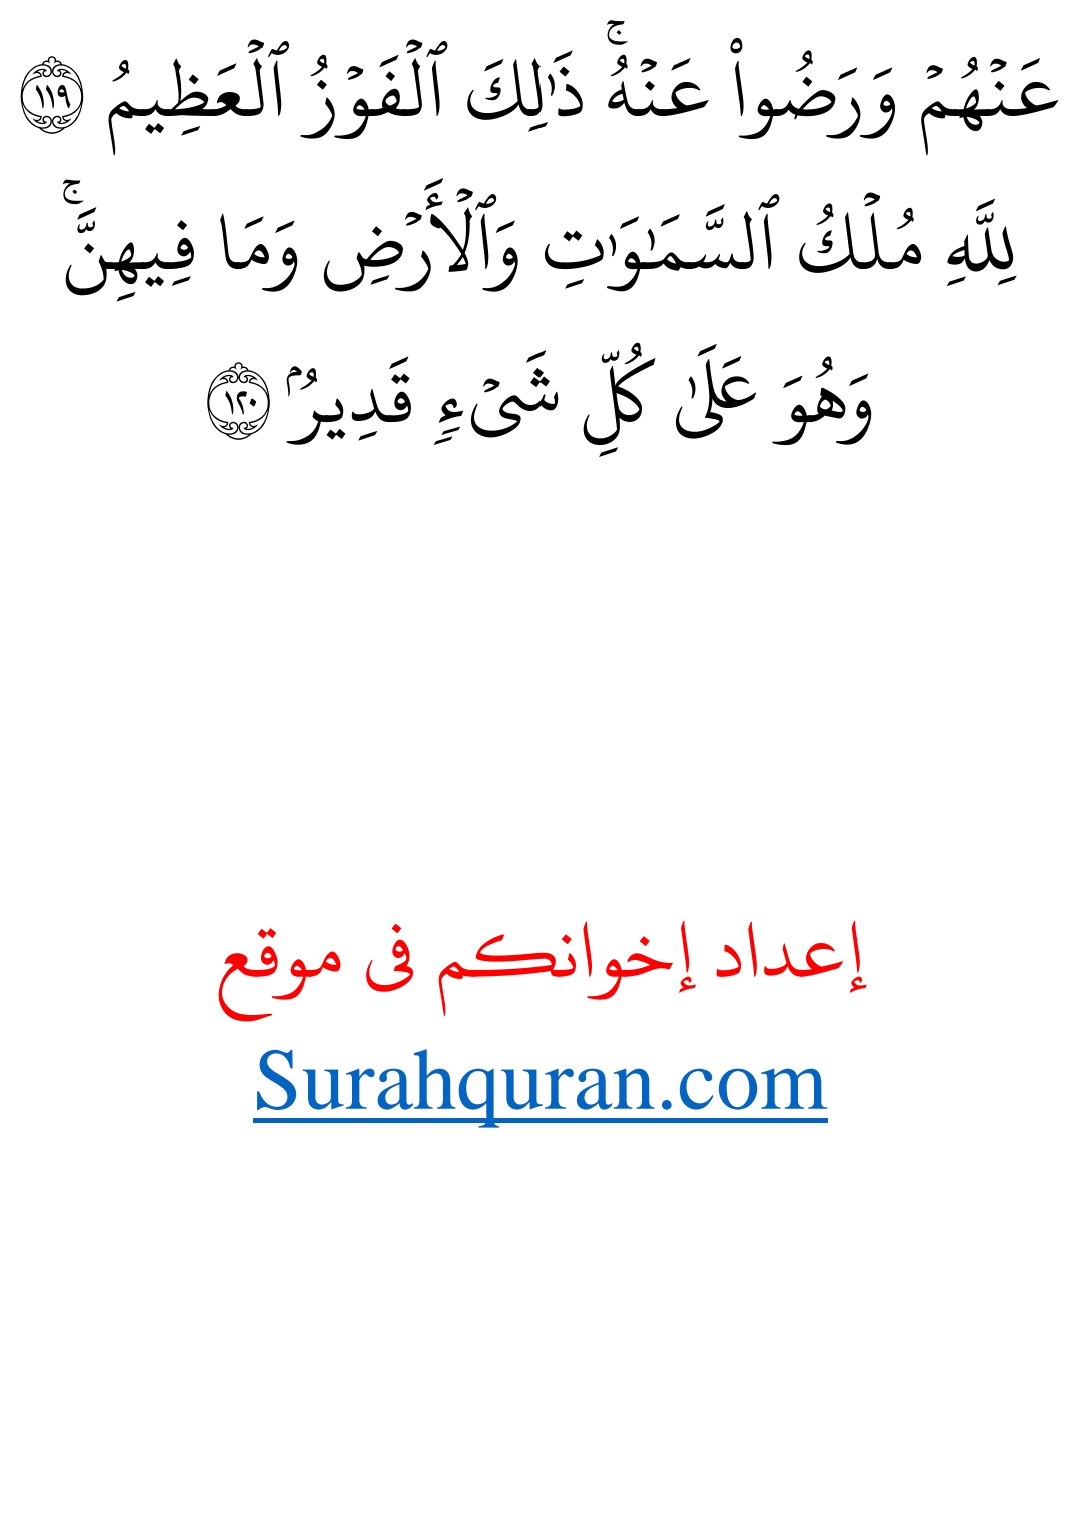 عَنۡهُمۡ وَرَضُواْ عَنۡهُۚ ذَٰلِكَ ٱلۡفَوۡزُ ٱلۡعَظِيمُ ١١٩
لِلَّهِ مُلۡكُ ٱلسَّمَٰوَٰتِ وَٱلۡأَرۡضِ وَمَا فِيهِنَّۚ
وَهُوَ عَلَىٰ كُلِّ شَيۡءٖ قَدِيرُۢ ١٢٠
إعداد إخوانكم فى موقع
Surahquran.com